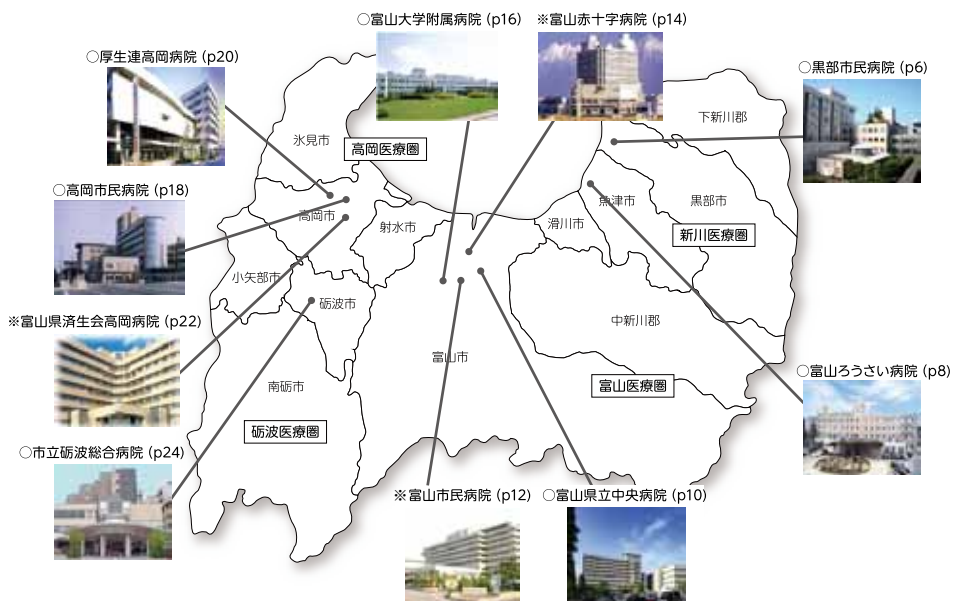 ○富山大学附属病院 (p16)
※富山赤十字病院 (p14)
○厚生連高岡病院 (p20)
○黒部市民病院 (p6)
下新川郡
氷見市
高岡医療圏
○高岡市民病院 (p18)
高岡市
射水市
滑川市
魚津市
黒部市
新川医療圏
小矢部市
砺波市
※富山県済生会高岡病院 (p22)
中新川郡
富山市
南砺市
富山医療圏
○富山ろうさい病院 (p8)
砺波医療圏
○市立砺波総合病院 (p24)
※富山市民病院 (p12)
○富山県立中央病院 (p10)